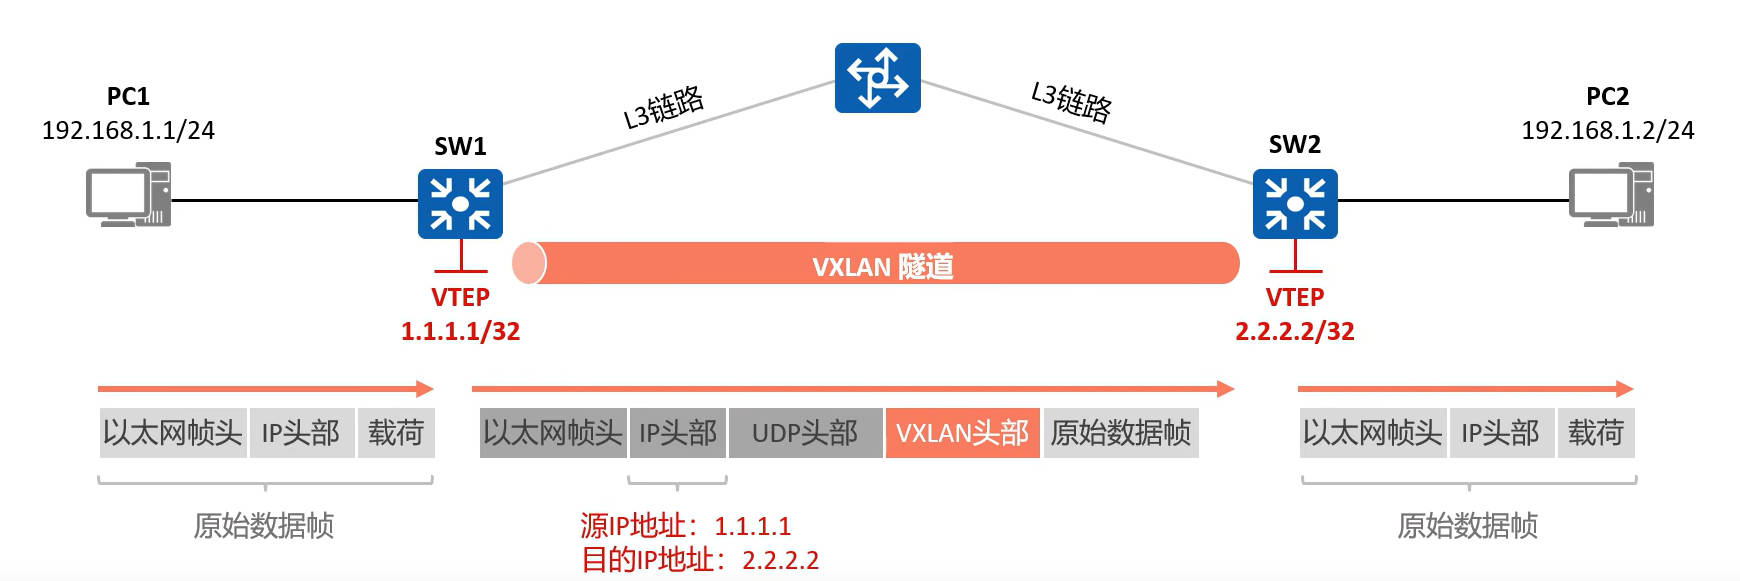 PC1
192.168.1.1/24
SW1
L3链路
L3链路
SW2
PC2
192.168.1.2/24
VXLAN 隧道
VTEP
1.1.1.1/32
VTEP
2.2.2.2/32
以太网帧头 IP头部 载荷
以太网帧头 IP头部 UDP头部 VXLAN头部 原始数据帧
以太网帧头 IP头部 载荷
原始数据帧
源IP地址：1.1.1.1
目的IP地址：2.2.2.2
原始数据帧